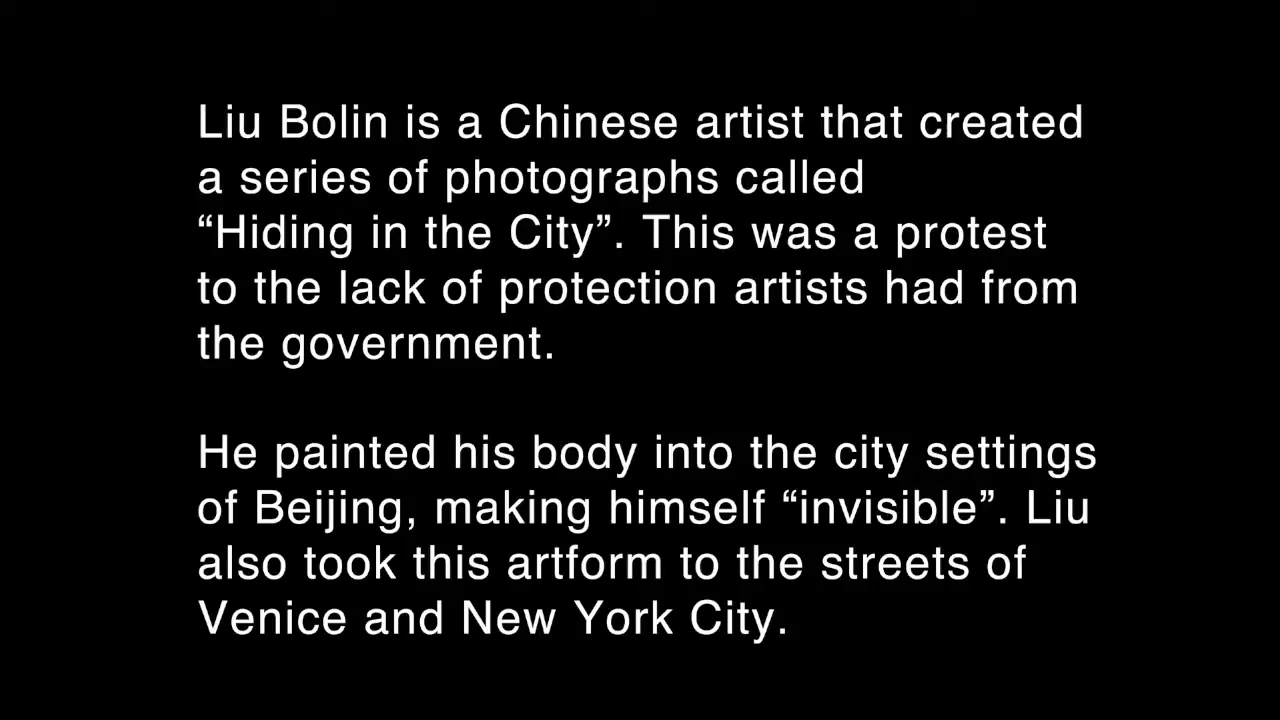 Liu Bolin is a Chinese artist that created
a series of photographs called
“Hiding in the City”. This was a protest
to the lack of protection artists had from
the government.
He painted his body into the city settings
of Beijing, making himself “invisible”. Liu
also took this artform to the streets of
Venice and New York City.